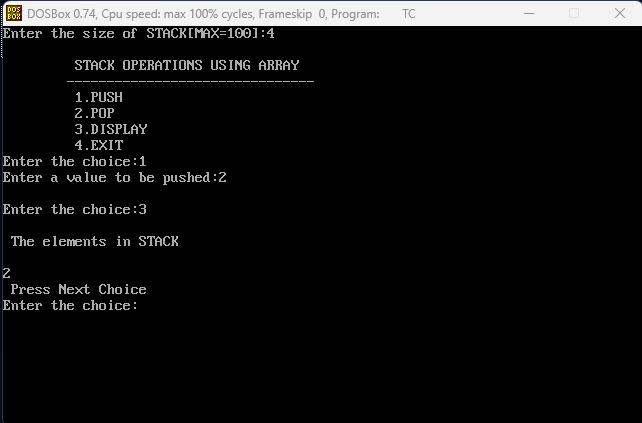 DOSBox 0.74, Cpu speed: max 100% cycles, Frameskip 0, Program: TC
Enter the size of STACK[MAX=100]:4
STACK OPERATIONS USING ARRAY
--------------------------------
1.PUSH
2.POP
3.DISPLAY
4.EXIT
Enter the choice:1
Enter a value to be pushed:2
Enter the choice:3
The elements in STACK
2
Press Next Choice
Enter the choice: